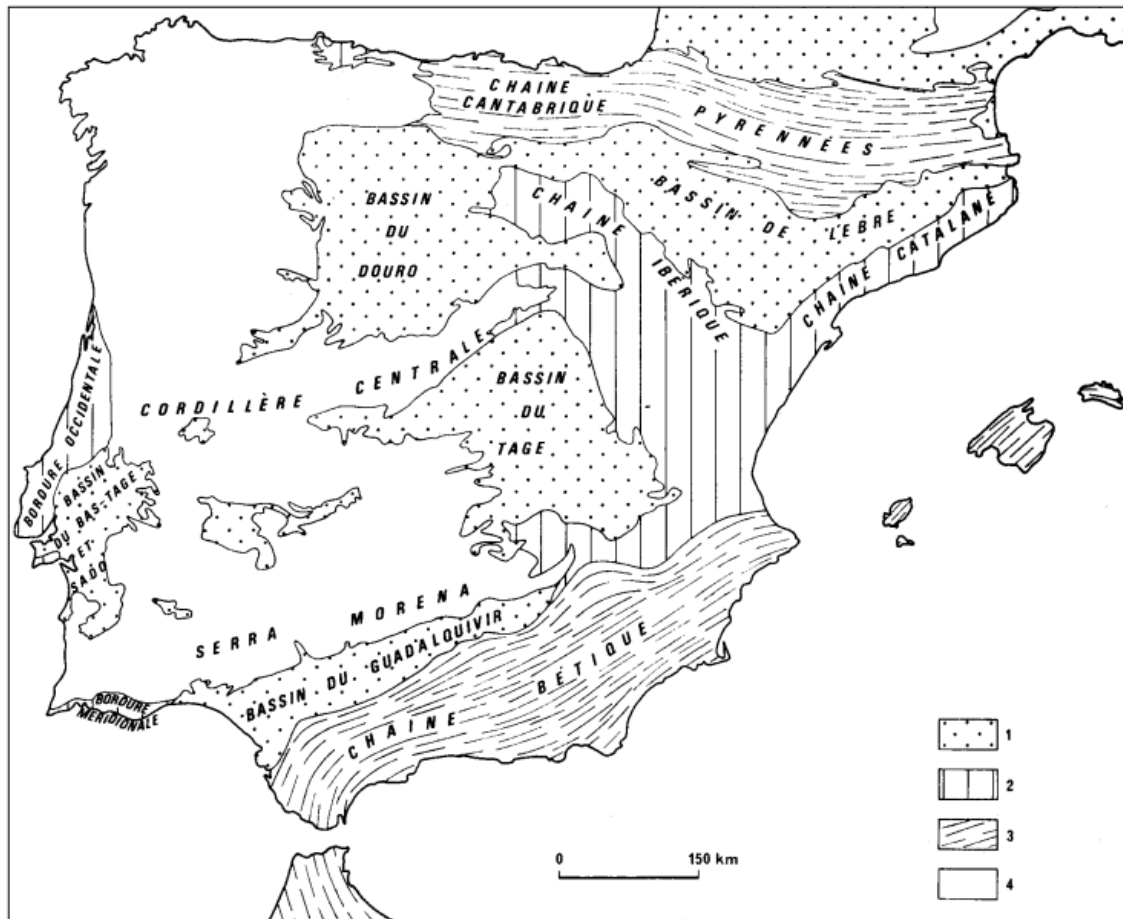 CHAINE
CANTABRIQUE
PYRENNÉES
BASSIN
DU
DOURO
CHAINE
IBERIQUE
BASSIN DE LEBRE
CHAINE CATALANE
CORDILLÈRE CENTRALE
BASSIN
DU
TAGE
BORDURE OCCIDENTALE
BASSIN
DU BAS-TAGE
ET
SADO
SERRA MORENA
BASSIN DU GUADALQUIVIR
CHAINE BÉTIQUE
BORDURE
MÉRIDIONALE
1
2
3
4
0 150 km